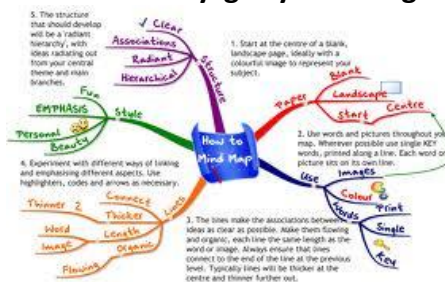 5. The structure
that should develop
will be a 'radiant
hierarchy', with
ideas radiating out
from your central
theme and main
branches.
Clear
Associations
Radiant
Hierarchical
Structure
1. Start at the centre of a blank,
landscape page, ideally with a
colourful image to represent your
subject.
Blank
Landscape
Start
Centre
Paper
Fun
EMPHASIS
Personal
Beauty
Style
How to
Mind Map
2. Use words and pictures throughout you
map. Wherever possible use single KEY
words, printed along a line. Each word o
picture sits on its own line.
4. Experiment with different ways of linking
and emphasising different aspects. Use
highlighters, codes and arrows as necessary.
Use
Images
Colour
Words
Print
Single
Key
Lines
Connect
Thinner 2 Thicker
Word
Image
Length
Organic
Flowing
3. The lines make the associations between
ideas as clear as possible. Make them flowing
and organic, each line the same length as the
word or image. Always ensure that lines
connect to the end of the line at the previous
level. Typically lines will be thicker at the
centre and thinner further out.